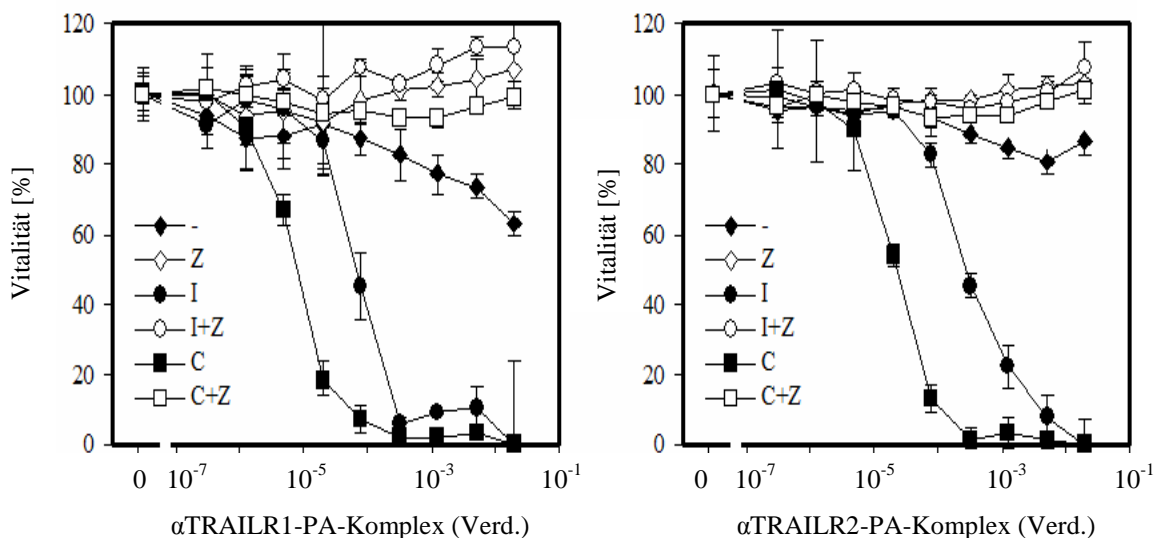 Vitalität [%]
120
100
80
60
40
20
0
-
Z
I
I+Z
C
C+Z
0 10⁻⁷ 10⁻⁵ 10⁻³ 10⁻¹
αTRAILR1-PA-Komplex (Verd.)
Vitalität [%]
120
100
80
60
40
20
0
-
Z
I
I+Z
C
C+Z
0 10⁻⁷ 10⁻⁵ 10⁻³ 10⁻¹
αTRAILR2-PA-Komplex (Verd.)